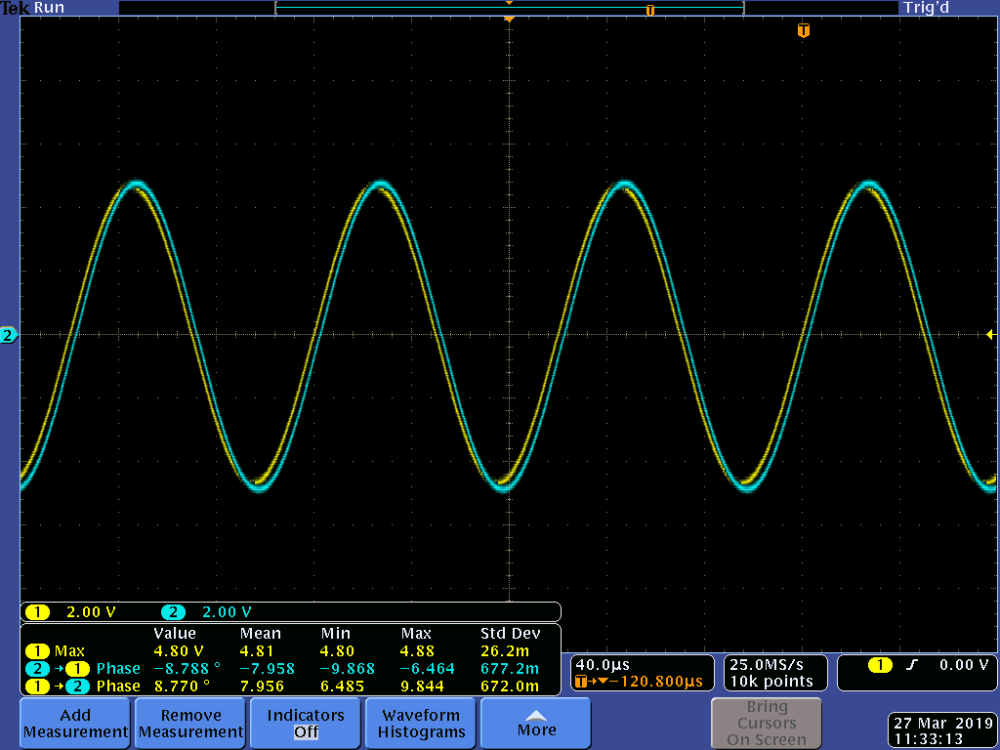 Tek Run Trig'd
T
T
2
1 2.00 V 2 2.00 V
Value Mean Min Max Std Dev
1 Max 4.80 V 4.81 4.80 4.88 26.2m
2 →1 Phase −8.788 ° −7.958 −9.868 −6.464 677.2m
1 →2 Phase 8.770 ° 7.956 6.485 9.844 672.0m
40.0µs
T→▼−120.800µs
25.0MS/s
10k points
1 0.00 V
Add
Measurement
Remove
Measurement
Indicators
Off
Waveform
Histograms
More
Bring
Cursors
On Screen
27 Mar 2019
11:33:13